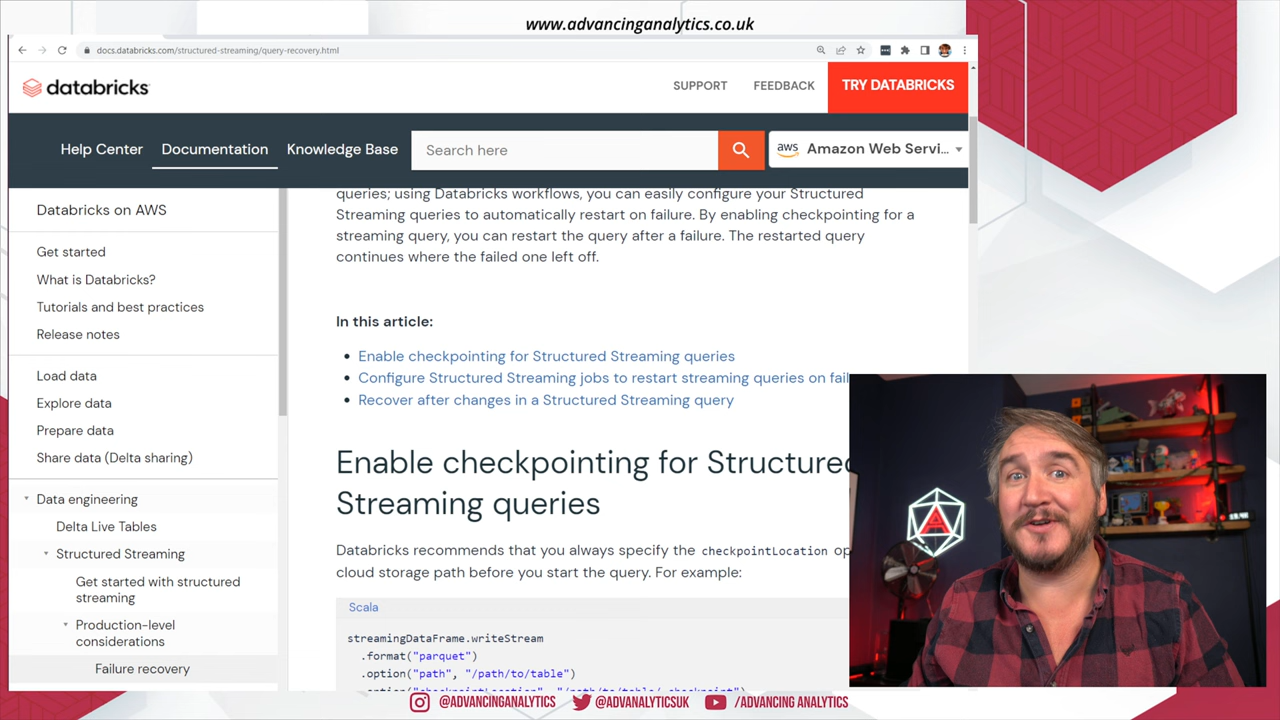 www.advancinganalytics.co.uk
docs.databricks.com/structured-streaming/query-recovery.html
databricks
SUPPORT
FEEDBACK
TRY DATABRICKS
Help Center
Documentation
Knowledge Base
Search here
aws
Amazon Web Servi...
Databricks on AWS
Get started
What is Databricks?
Tutorials and best practices
Release notes
Load data
Explore data
Prepare data
Share data (Delta sharing)
Data engineering
Delta Live Tables
Structured Streaming
Get started with structured
streaming
Production-level
considerations
Failure recovery
queries; using Databricks workflows, you can easily configure your Structured
Streaming queries to automatically restart on failure. By enabling checkpointing for a
streaming query, you can restart the query after a failure. The restarted query
continues where the failed one left off.
In this article:
• Enable checkpointing for Structured Streaming queries
• Configure Structured Streaming jobs to restart streaming queries on fail
• Recover after changes in a Structured Streaming query
Enable checkpointing for Structured
Streaming queries
Databricks recommends that you always specify the checkpointLocation op
cloud storage path before you start the query. For example:
Scala
streamingDataFrame.writeStream
.format("parquet")
.option("path", "/path/to/table")
.option("checkpointLocation", "/path/to/table/_checkpoint")
A
@ADVANCINGANALYTICS
@ADVANALYTICSUK
/ADVANCING ANALYTICS